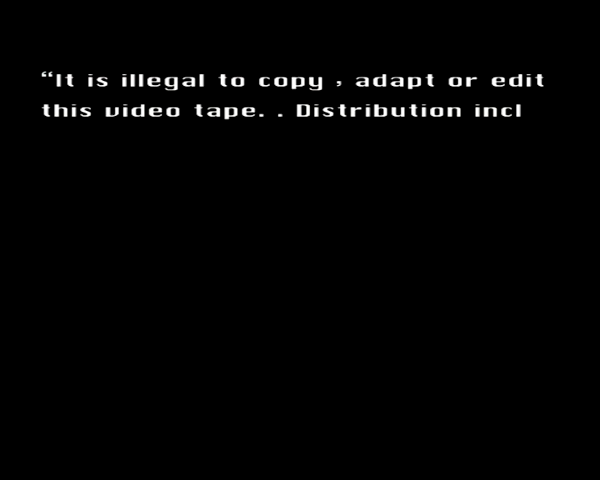 “It is illegal to copy , adapt or edit
this video tape. . Distribution incl